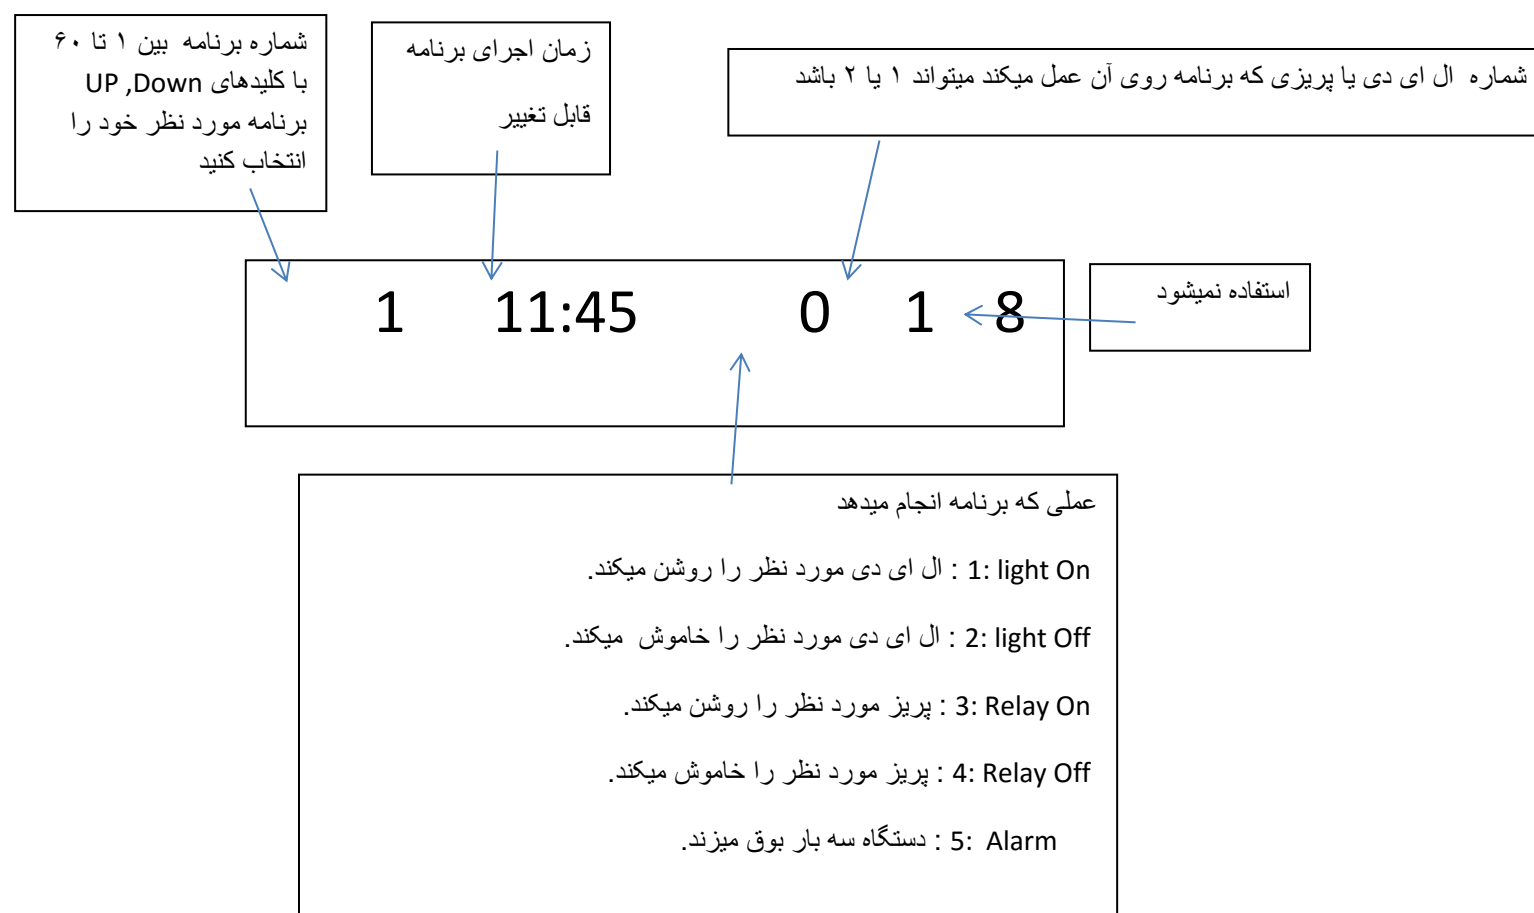 شماره برنامه بین ۱ تا ۶۰
با کلیدهای UP ,Down
برنامه مورد نظر خود را
انتخاب کنید
زمان اجرای برنامه
قابل تغییر
شماره ال ای دی یا پریزی که برنامه روی آن عمل میکند میتواند ۱ یا ۲ باشد
استفاده نمیشود
1 11:45 0 1 8
عملی که برنامه انجام میدهد
1: light On : ال ای دی مورد نظر را روشن میکند.
2: light Off : ال ای دی مورد نظر را خاموش میکند.
3: Relay On : پریز مورد نظر را روشن میکند.
4: Relay Off : پریز مورد نظر را خاموش میکند.
5: Alarm : دستگاه سه بار بوق میزند.